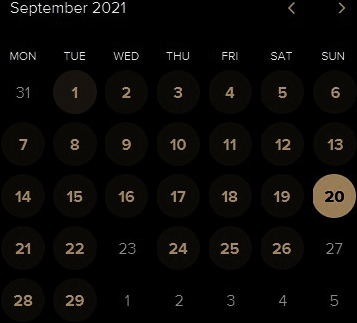 September 2021
MON TUE WED THU FRI SAT SUN
31 1 2 3 4 5 6
7 8 9 10 11 12 13
14 15 16 17 18 19 20
21 22 23 24 25 26 27
28 29 1 2 3 4 5